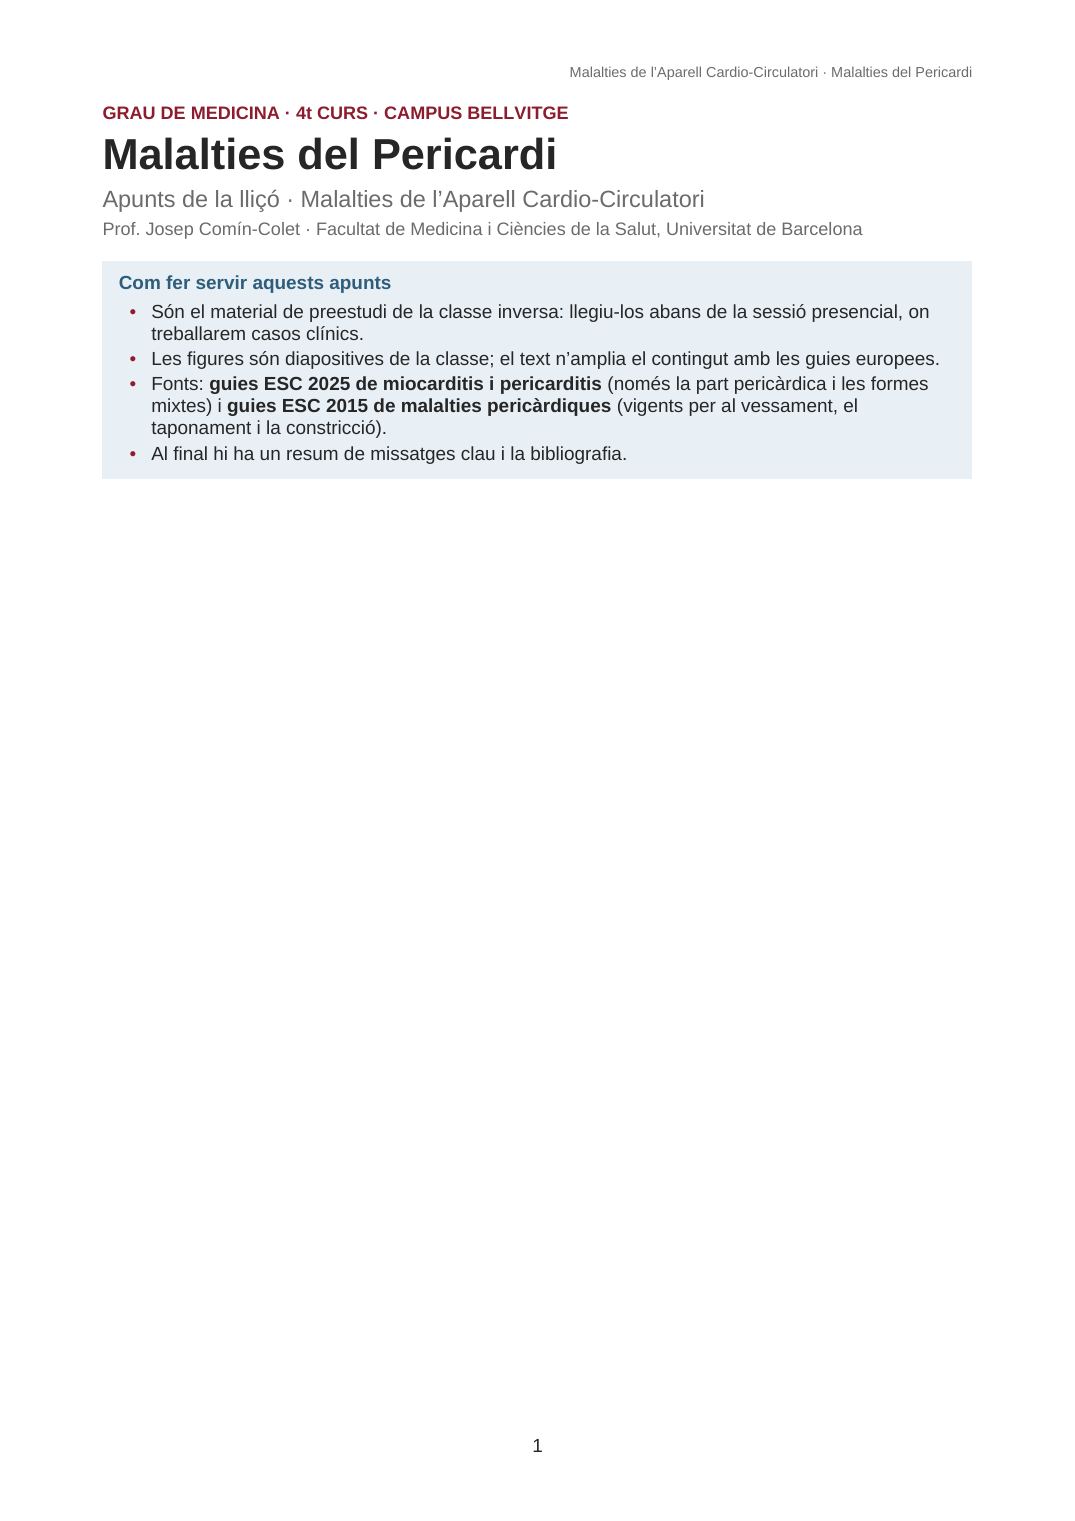 Malalties de l’Aparell Cardio-Circulatori · Malalties del Pericardi
GRAU DE MEDICINA · 4t CURS · CAMPUS BELLVITGE
Malalties del Pericardi
Apunts de la lliçó · Malalties de l’Aparell Cardio-Circulatori
Prof. Josep Comín-Colet · Facultat de Medicina i Ciències de la Salut, Universitat de Barcelona
Com fer servir aquests apunts
• Són el material de preestudi de la classe inversa: llegiu-los abans de la sessió presencial, on
treballarem casos clínics.
• Les figures són diapositives de la classe; el text n’amplia el contingut amb les guies europees.
• Fonts: guies ESC 2025 de miocarditis i pericarditis (només la part pericàrdica i les formes
mixtes) i guies ESC 2015 de malalties pericàrdiques (vigents per al vessament, el
taponament i la constricció).
• Al final hi ha un resum de missatges clau i la bibliografia.
1